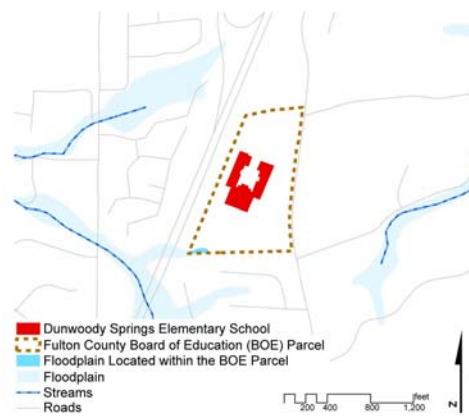 Dunwoody Springs Elementary School
Fulton County Board of Education (BOE) Parcel
Floodplain Located within the BOE Parcel
Floodplain
Streams
Roads
feet
200 400 800 1,200
N